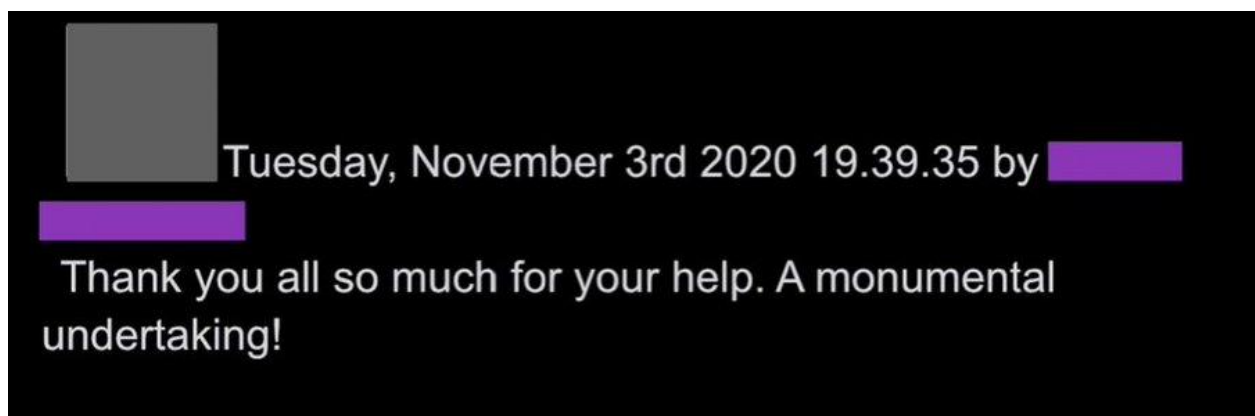 Tuesday, November 3rd 2020 19.39.35 by
Thank you all so much for your help. A monumental
undertaking!